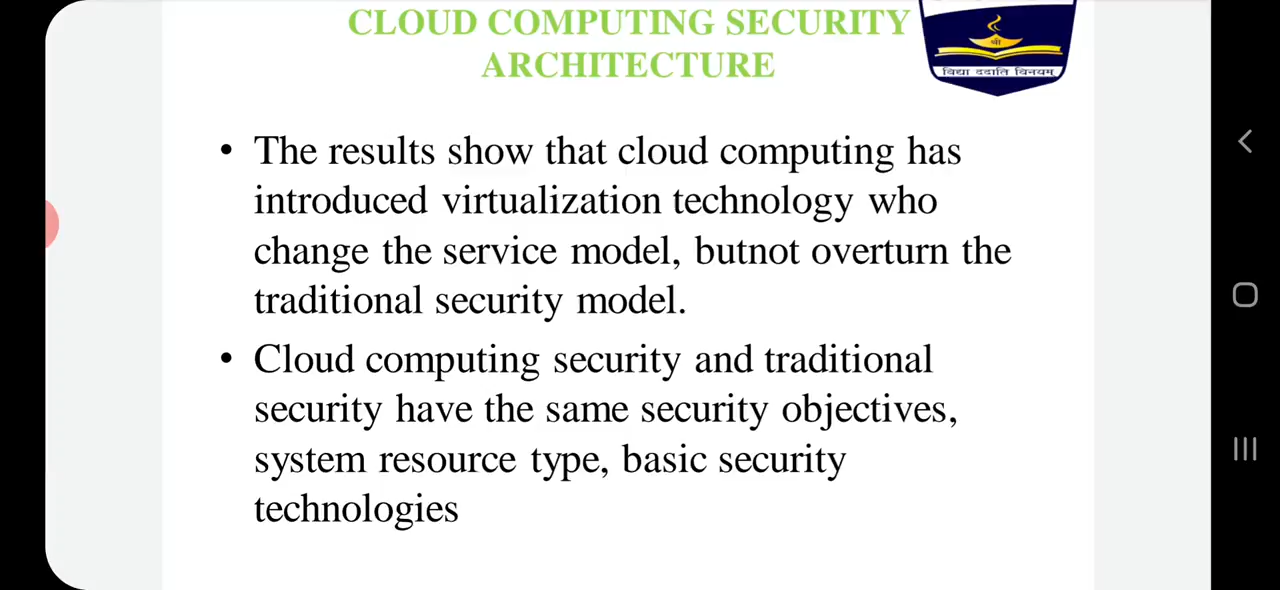 CLOUD COMPUTING SECURITY
ARCHITECTURE
श्री
विद्या ददाति विनयम्
• The results show that cloud computing has
introduced virtualization technology who
change the service model, butnot overturn the
traditional security model.
• Cloud computing security and traditional
security have the same security objectives,
system resource type, basic security
technologies